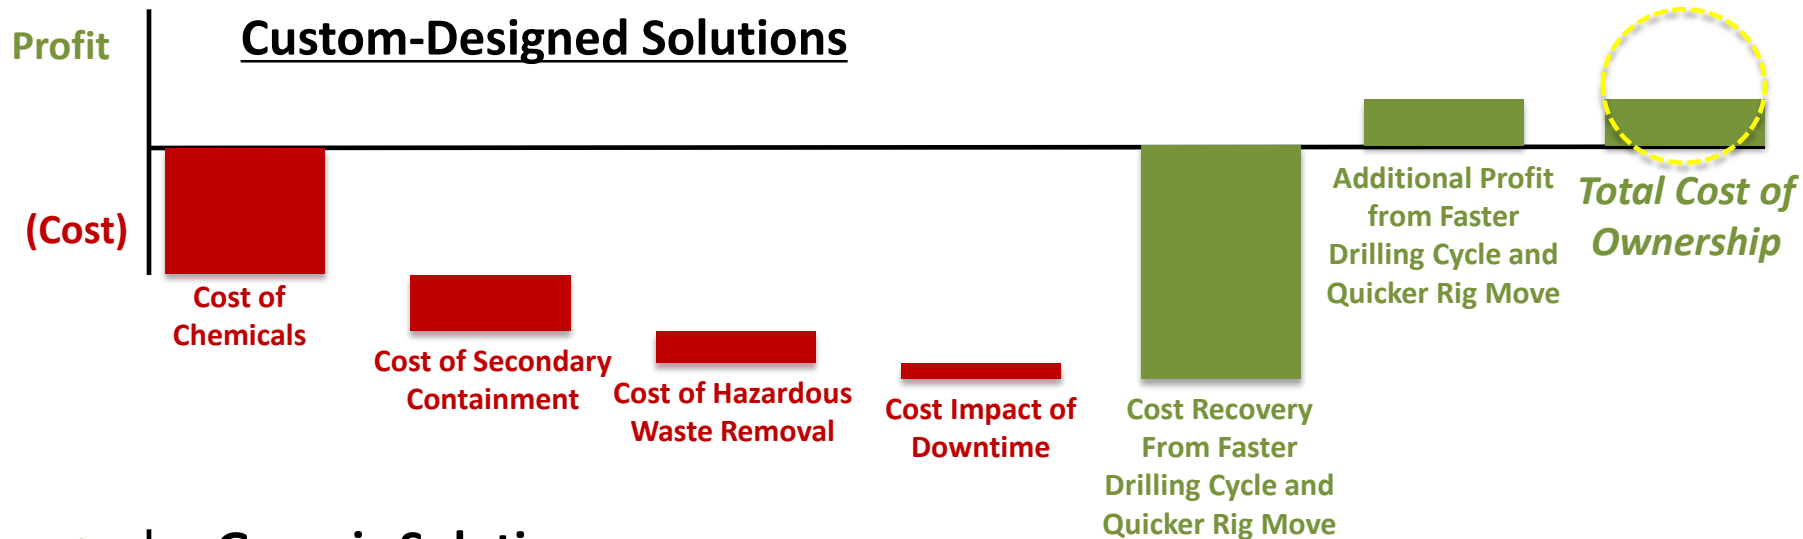 Profit
Custom-Designed Solutions
(Cost)
Cost of
Chemicals
Cost of Secondary
Containment
Cost of Hazardous
Waste Removal
Cost Impact of
Downtime
Cost Recovery
From Faster
Drilling Cycle and
Quicker Rig Move
Additional Profit
from Faster
Drilling Cycle and
Quicker Rig Move
Total Cost of
Ownership